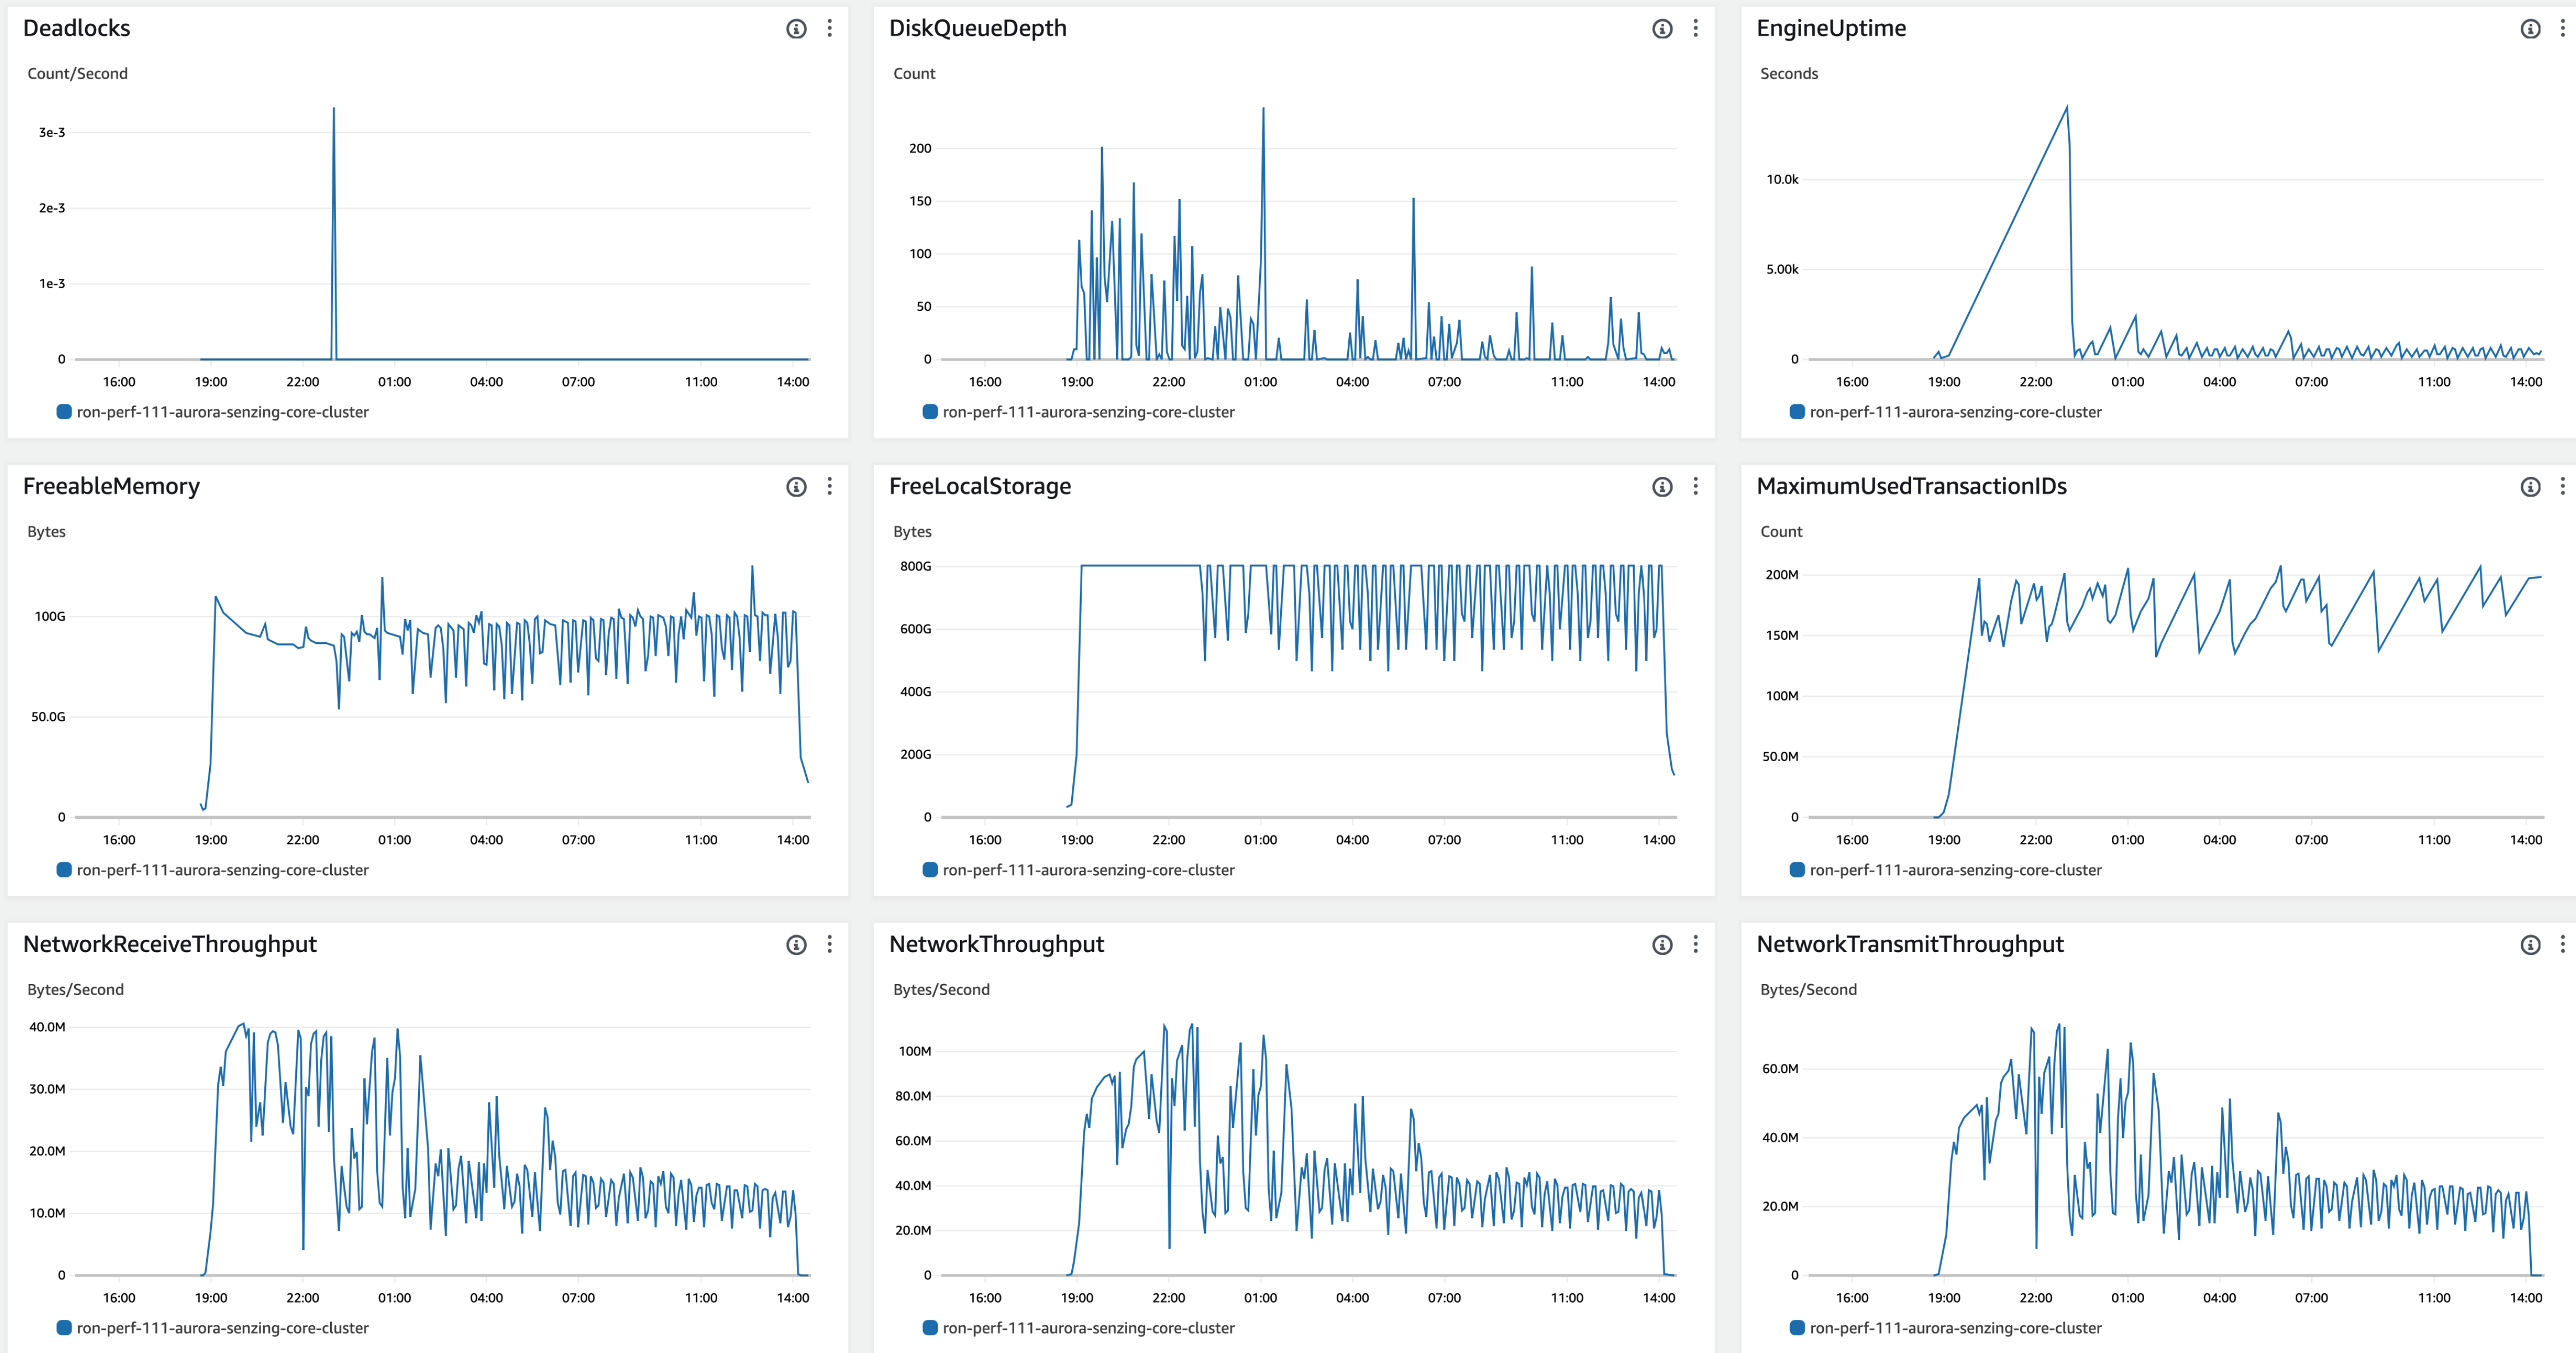 Deadlocks
Count/Second
3e-3
2e-3
1e-3
0
16:00 19:00 22:00 01:00 04:00 07:00 11:00 14:00
ron-perf-111-aurora-senzing-core-cluster
DiskQueueDepth
Count
200
150
100
50
0
16:00 19:00 22:00 01:00 04:00 07:00 11:00 14:00
ron-perf-111-aurora-senzing-core-cluster
EngineUptime
Seconds
10.0k
5.00k
0
16:00 19:00 22:00 01:00 04:00 07:00 11:00 14:00
ron-perf-111-aurora-senzing-core-cluster
FreeableMemory
Bytes
100G
50.0G
0
16:00 19:00 22:00 01:00 04:00 07:00 11:00 14:00
ron-perf-111-aurora-senzing-core-cluster
FreeLocalStorage
Bytes
800G
600G
400G
200G
0
16:00 19:00 22:00 01:00 04:00 07:00 11:00 14:00
ron-perf-111-aurora-senzing-core-cluster
MaximumUsedTransactionIDs
Count
200M
150M
100M
50.0M
0
16:00 19:00 22:00 01:00 04:00 07:00 11:00 14:00
ron-perf-111-aurora-senzing-core-cluster
NetworkReceiveThroughput
Bytes/Second
40.0M
30.0M
20.0M
10.0M
0
16:00 19:00 22:00 01:00 04:00 07:00 11:00 14:00
ron-perf-111-aurora-senzing-core-cluster
NetworkThroughput
Bytes/Second
100M
80.0M
60.0M
40.0M
20.0M
0
16:00 19:00 22:00 01:00 04:00 07:00 11:00 14:00
ron-perf-111-aurora-senzing-core-cluster
NetworkTransmitThroughput
Bytes/Second
60.0M
40.0M
20.0M
0
16:00 19:00 22:00 01:00 04:00 07:00 11:00 14:00
ron-perf-111-aurora-senzing-core-cluster